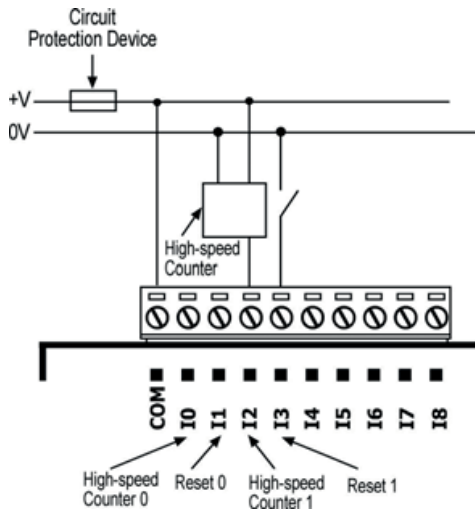 Circuit
Protection Device
+V
0V
High-speed
Counter
COM
I0
I1
I2
I3
I4
I5
I6
I7
I8
High-speed
Counter 0
Reset 0
High-speed
Counter 1
Reset 1